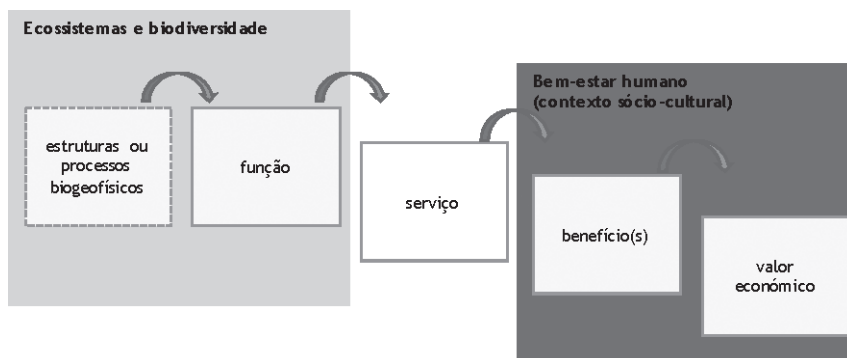 Ecossistemas e biodiversidade
estruturas ou
processos
biogeofísicos
função
serviço
Bem-estar humano
(contexto sócio-cultural)
benefício(s)
valor
económico